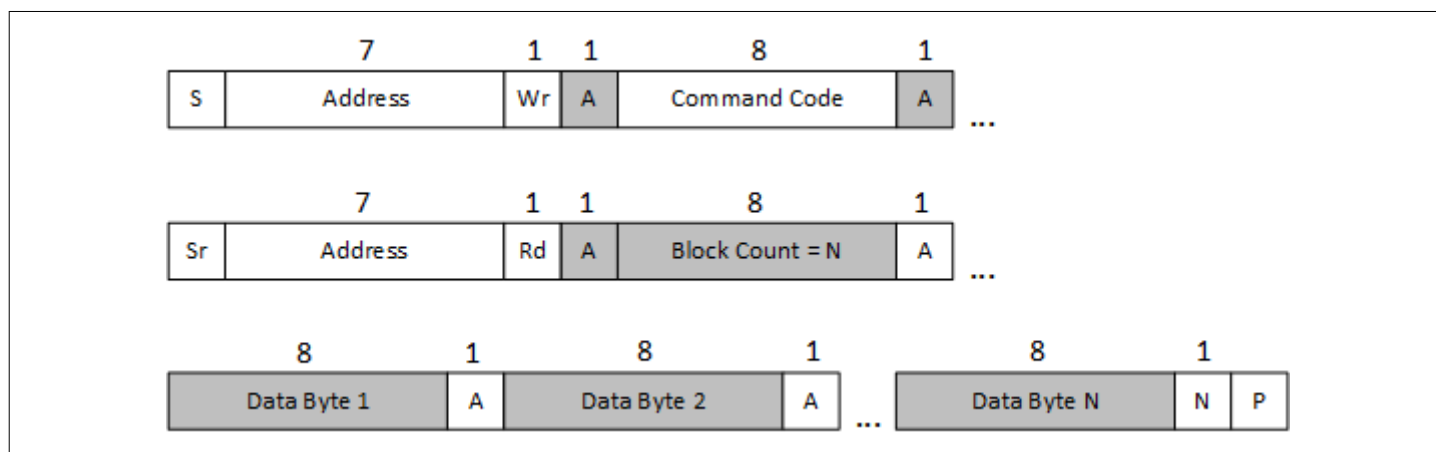 7 1 1 8 1
S Address Wr A Command Code A ...
7 1 1 8 1
Sr Address Rd A Block Count = N A ...
8 1 8 1 8 1
Data Byte 1 A Data Byte 2 A ... Data Byte N N P